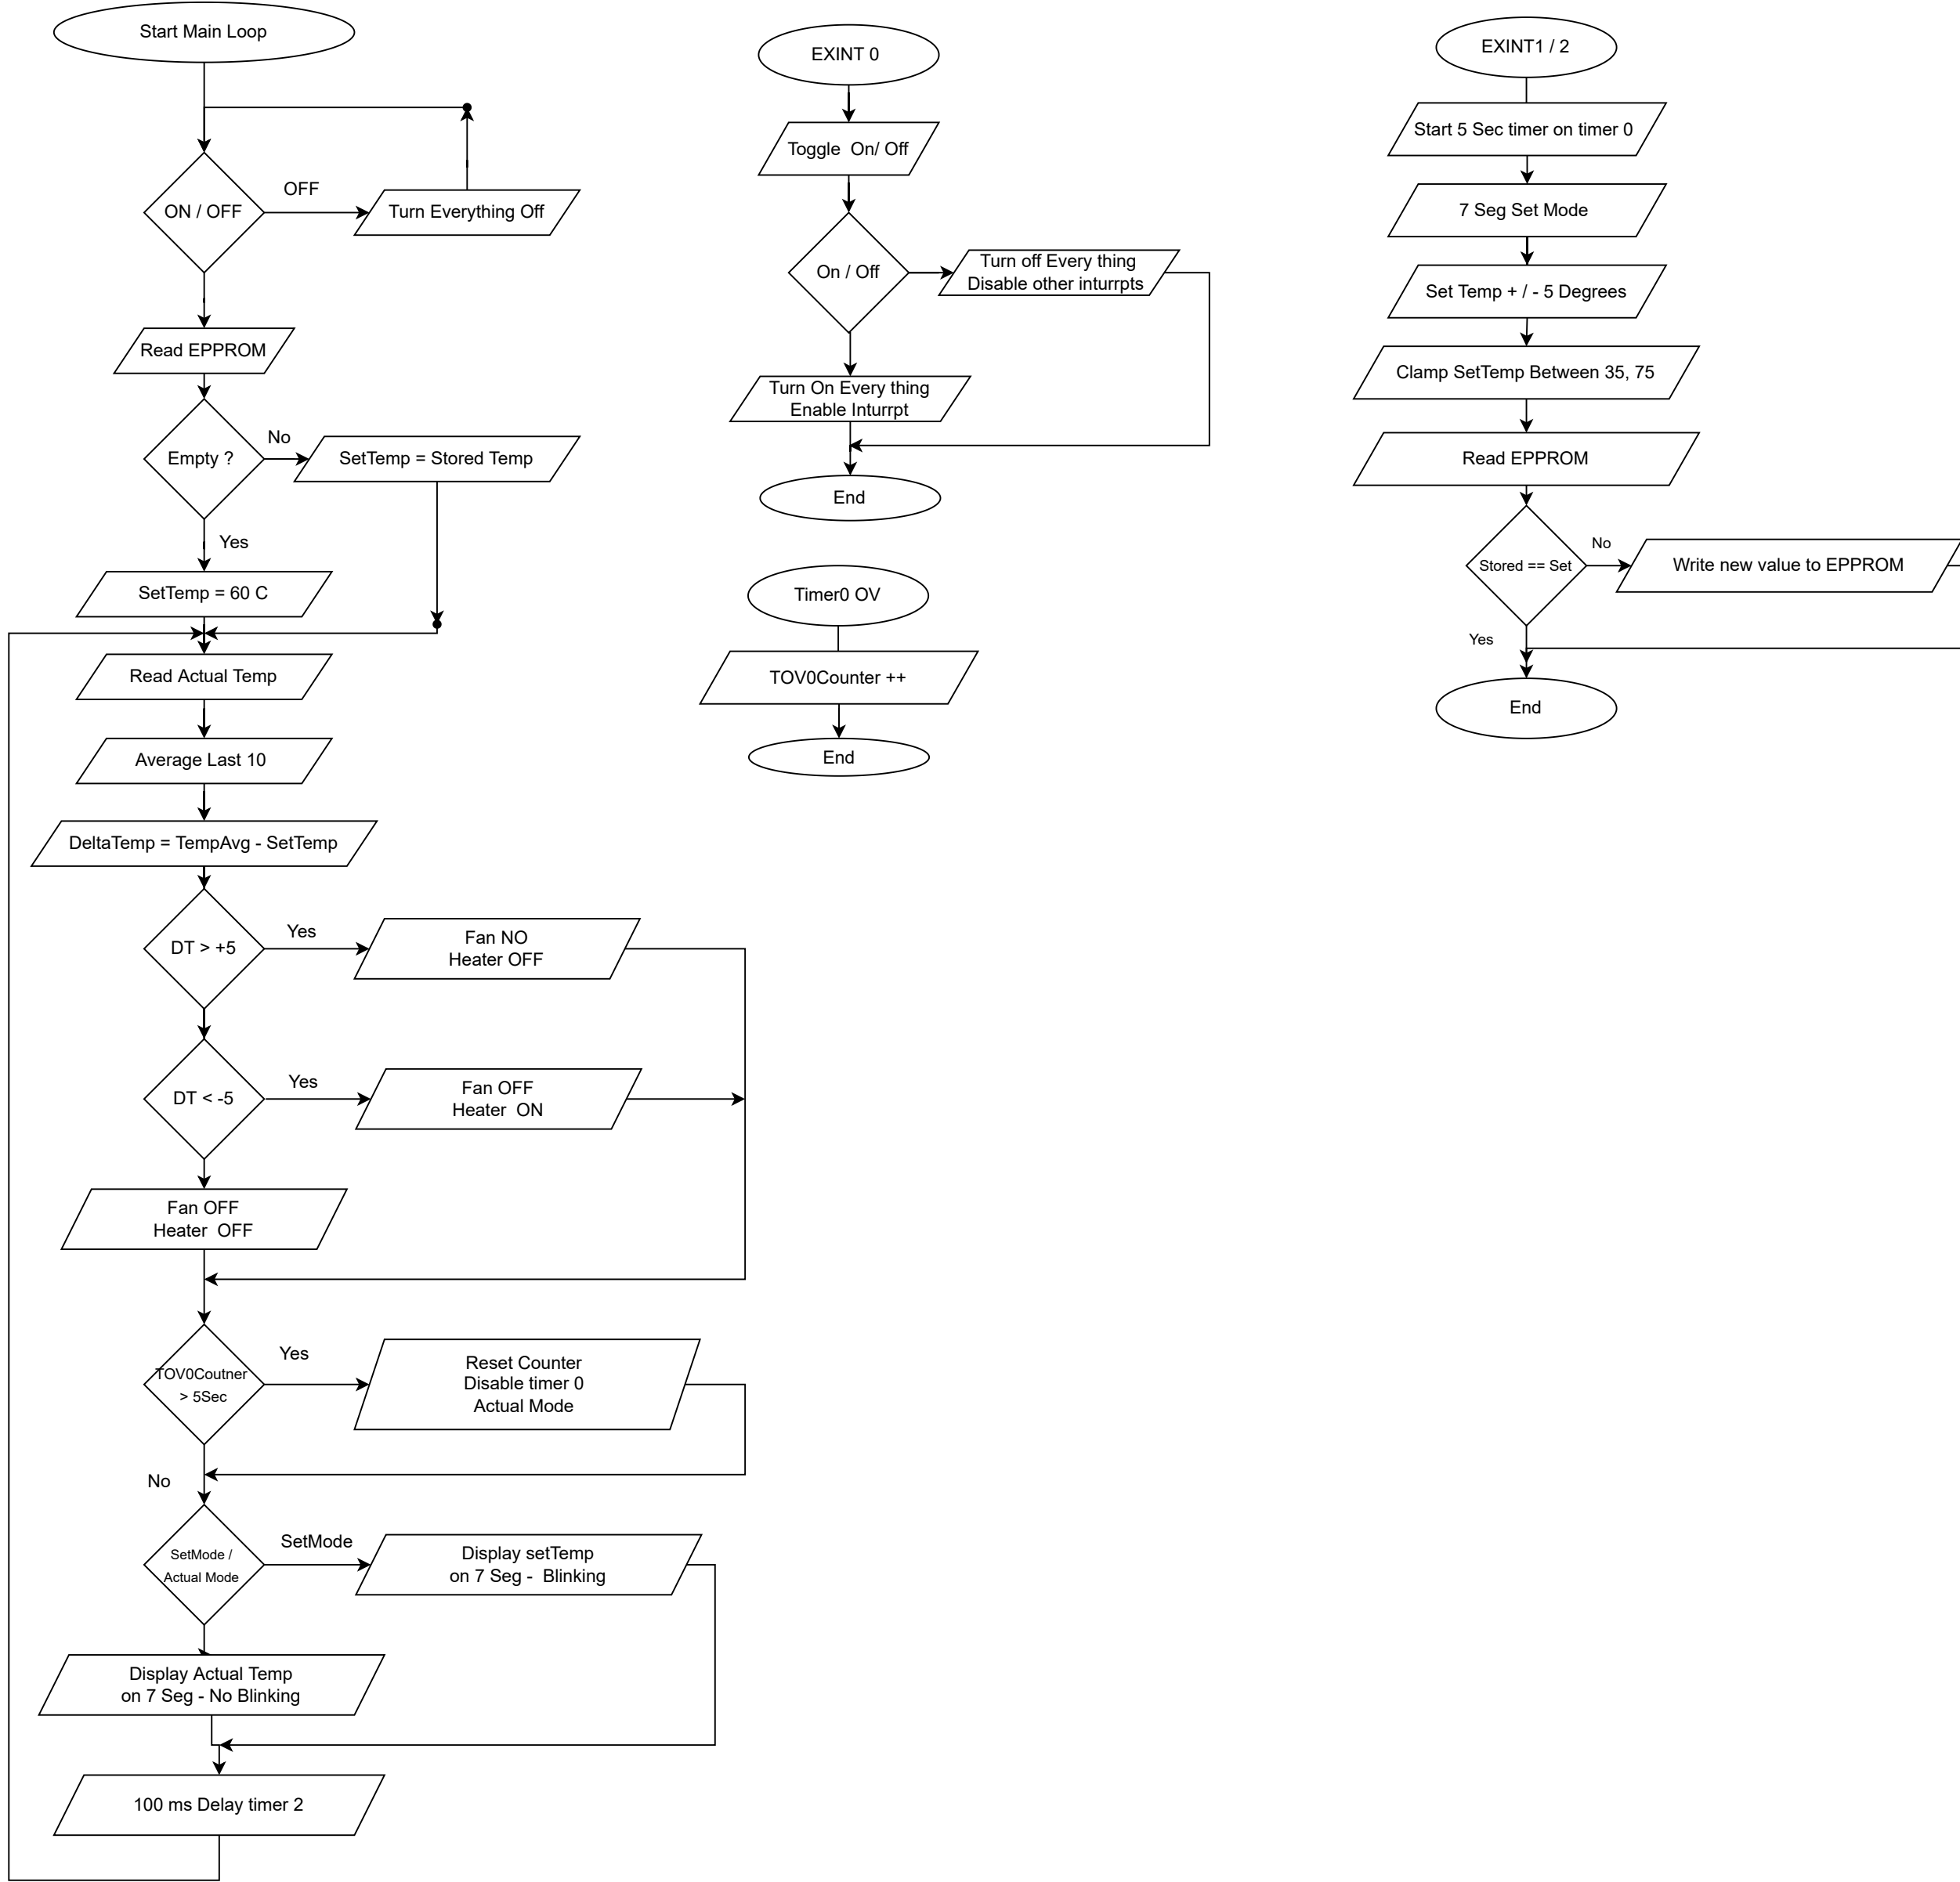 Start Main Loop
ON / OFF
OFF
Turn Everything Off
Read EPPROM
Empty ?
No
SetTemp = Stored Temp
Yes
SetTemp = 60 C
Read Actual Temp
Average Last 10
DeltaTemp = TempAvg - SetTemp
DT > +5
Yes
Fan NO
Heater OFF
DT < -5
Yes
Fan OFF
Heater ON
Fan OFF
Heater OFF
TOV0Coutner
> 5Sec
Yes
Reset Counter
Disable timer 0
Actual Mode
No
SetMode /
Actual Mode
SetMode
Display setTemp
on 7 Seg - Blinking
Display Actual Temp
on 7 Seg - No Blinking
100 ms Delay timer 2
EXINT 0
Toggle On/ Off
On / Off
Turn off Every thing
Disable other inturrpts
Turn On Every thing
Enable Inturrpt
End
Timer0 OV
TOV0Counter ++
End
EXINT1 / 2
Start 5 Sec timer on timer 0
7 Seg Set Mode
Set Temp + / - 5 Degrees
Clamp SetTemp Between 35, 75
Read EPPROM
Stored == Set
No
Write new value to EPPROM
Yes
End